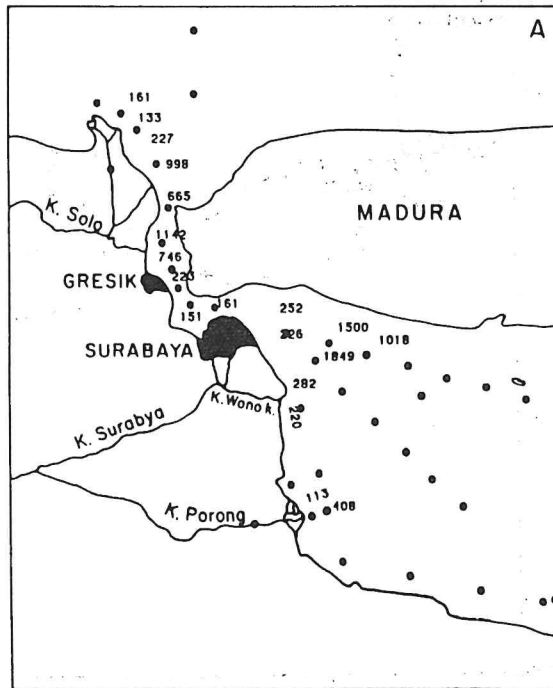 A
161
133
227
998
665
K. Solo
MADURA
1142
746
GRESIK
223
151
161
252
226
1500
1018
1849
SURABAYA
282
220
K. Wonok.
K. Surabya
113
408
K. Porong